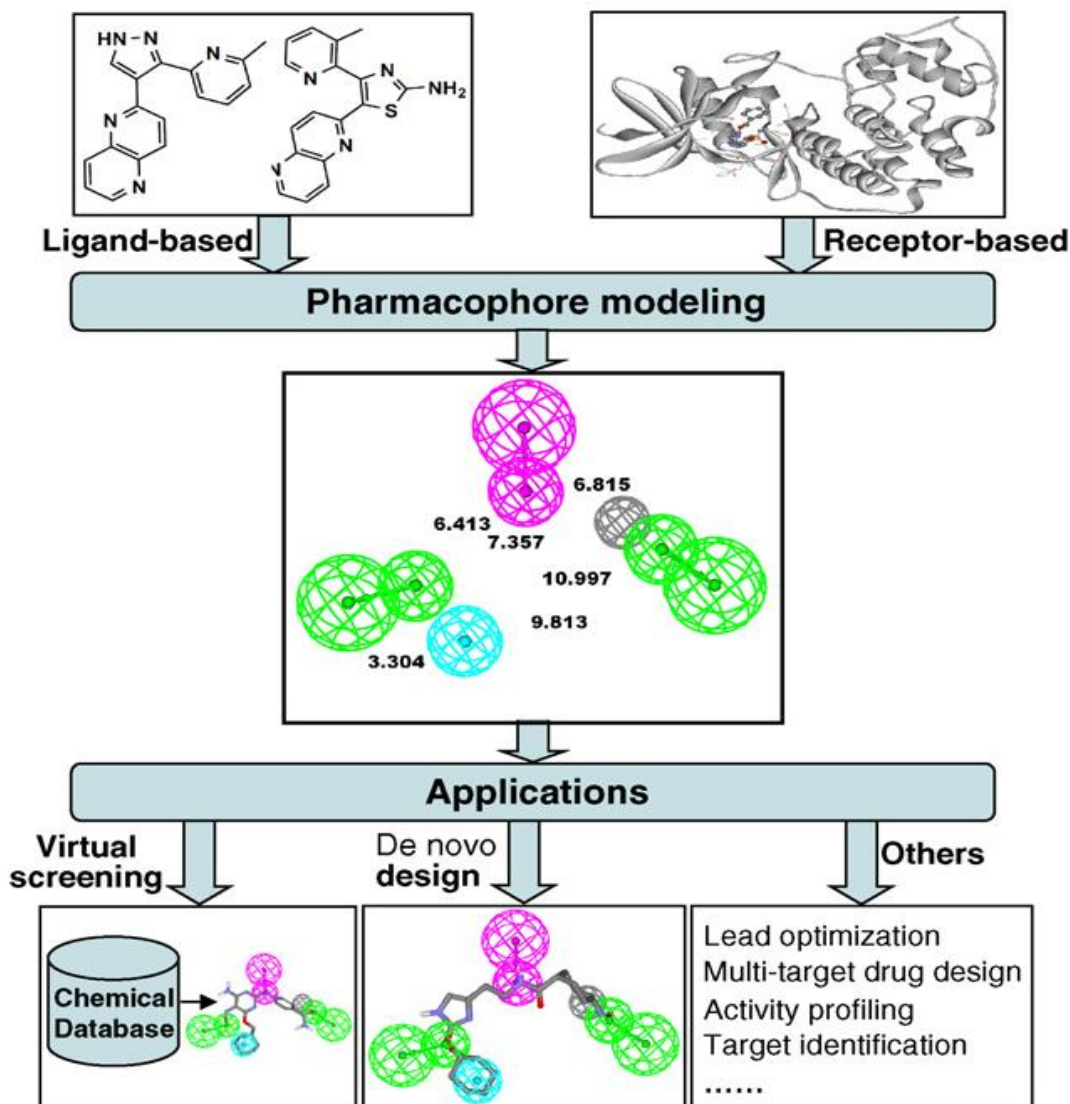 HN
N
N
N
N
N
N
NH₂
S
N
N
Ligand-based
Receptor-based
Pharmacophore modeling
6.815
6.413
7.357
10.997
9.813
3.304
Applications
Virtual
screening
De novo
design
Others
Chemical
Database
Lead optimization
Multi-target drug design
Activity profiling
Target identification
......